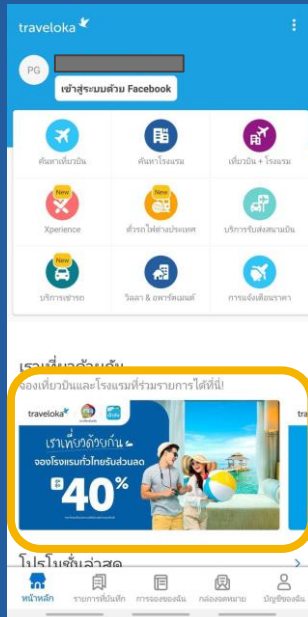 traveloka
PG
เข้าสู่ระบบด้วย Facebook
ค้นหาเที่ยวบิน
ค้นหาโรงแรม
เที่ยวบิน + โรงแรม
New
New
Xperience
ตั๋วรถไฟต่างประเทศ
บริการรับส่งสนามบิน
New
บริการเช่ารถ
วิลลา & อพาร์ตเมนต์
การแจ้งเตือนราคา
เราเที่ยวด้วยกัน
จองเที่ยวบินและโรงแรมที่ร่วมรายการได้ที่นี่!
traveloka
tra
เราเที่ยวด้วยกัน
จองโรงแรมทั่วไทยรับส่วนลด
40%
โปรโมชั่นล่าสุด
หน้าหลัก
รายการที่บันทึก
การจองของฉัน
กล่องจดหมาย
บัญชีของฉัน